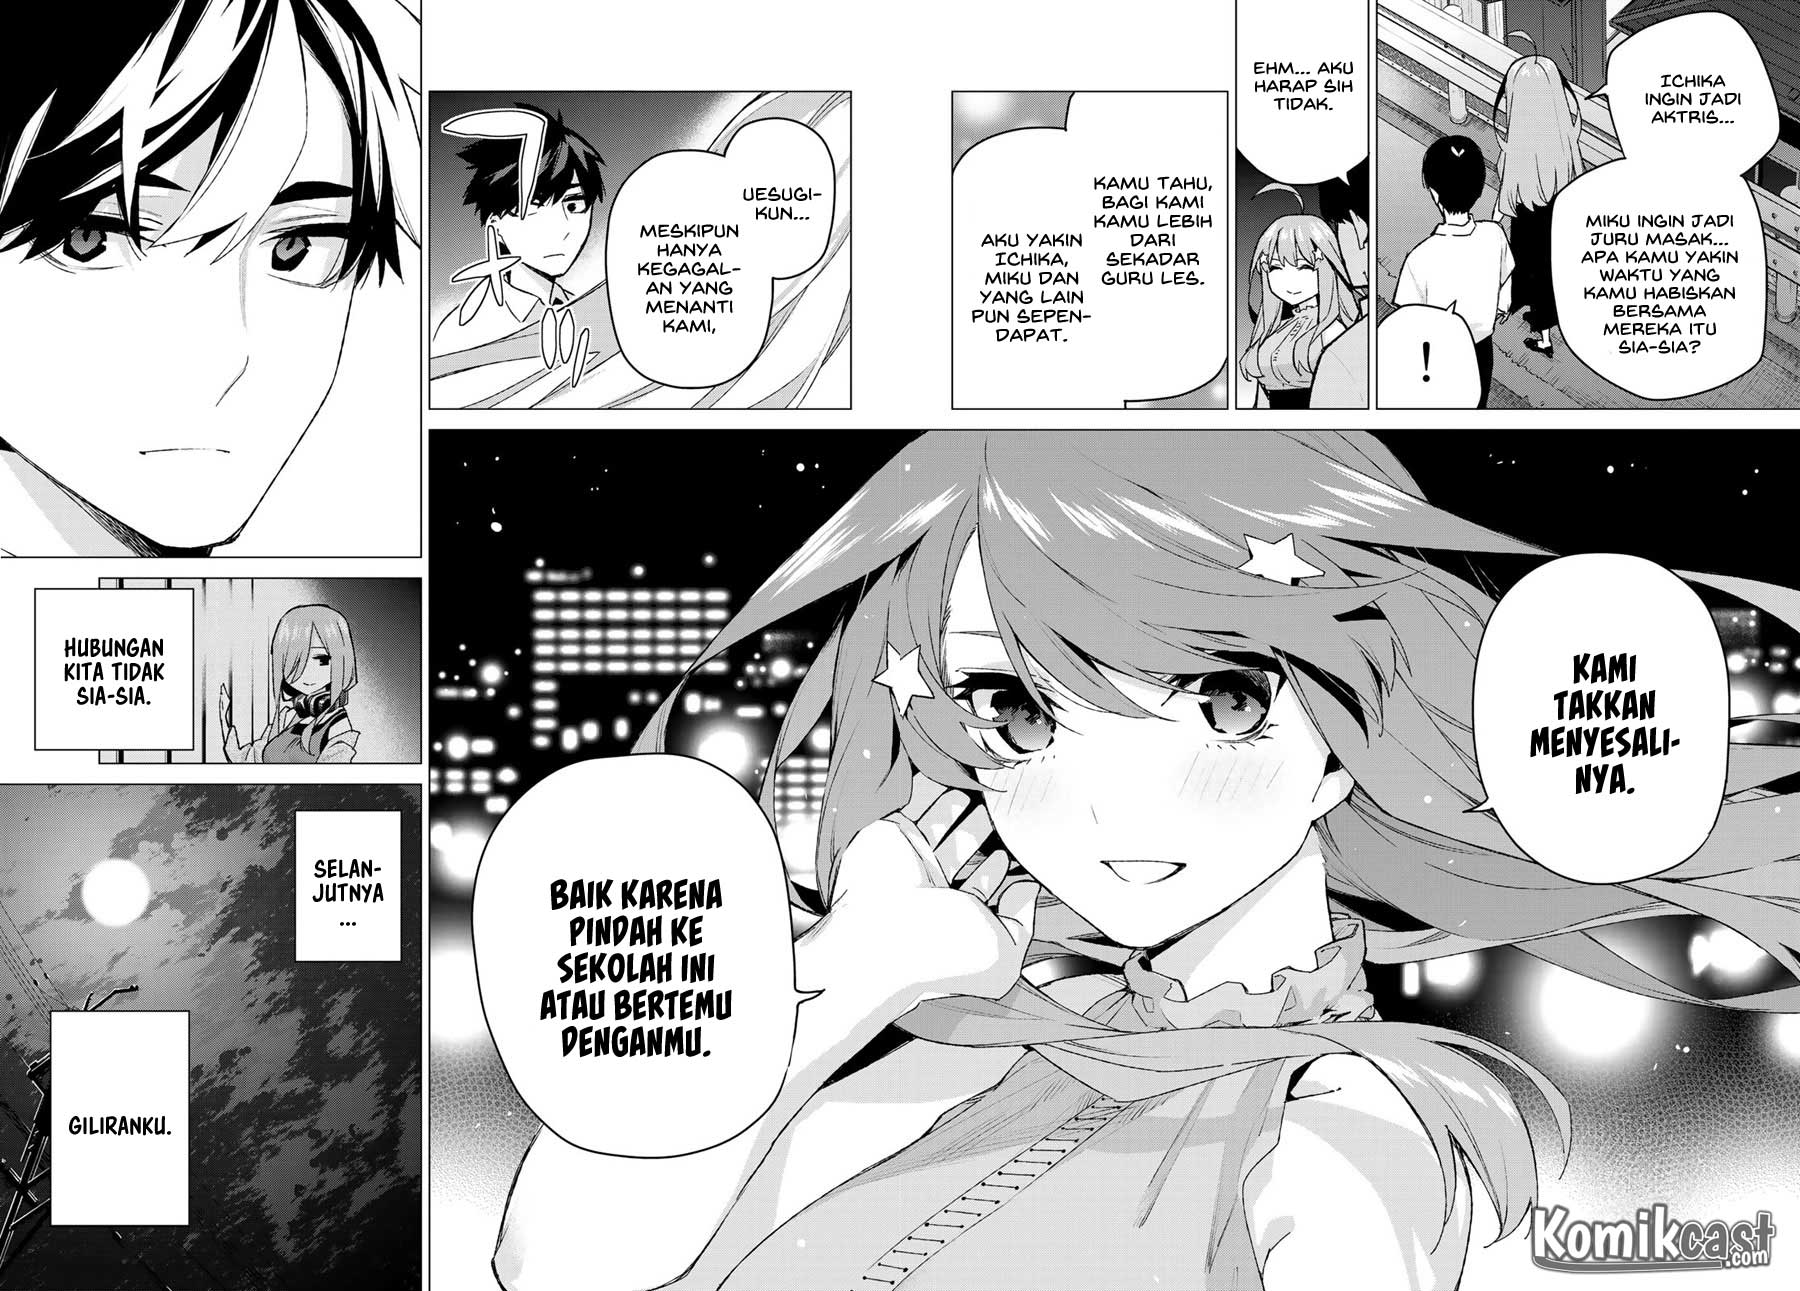 ICHIKA
INGIN JADI
AKTRIS...
MIKU INGIN JADI
JURU MASAK...
APA KAMU YAKIN
WAKTU YANG
KAMU HABISKAN
BERSAMA
MEREKA ITU
SIA-SIA?
!
EHM... AKU
HARAP SIH
TIDAK.
KAMU TAHU,
BAGI KAMI
KAMU LEBIH
DARI
SEKADAR
GURU LES.
AKU YAKIN
ICHIKA,
MIKU DAN
YANG LAIN
PUN SEPEN-
DAPAT.
UESUGI-
KUN...
MESKIPUN
HANYA
KEGAGAL-
AN YANG
MENANTI
KAMI,
KAMI
TAKKAN
MENYESALI-
NYA.
BAIK KARENA
PINDAH KE
SEKOLAH INI
ATAU BERTEMU
DENGANMU.
HUBUNGAN
KITA TIDAK
SIA-SIA.
SELAN-
JUTNYA
...
GILIRANKU.
Komikcast
.com